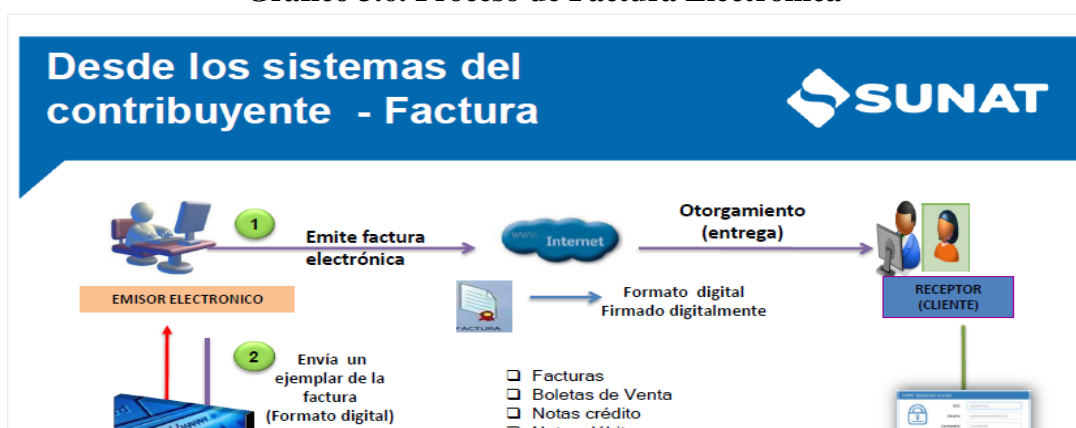 Desde los sistemas del
contribuyente - Factura
SUNAT
1
Emite factura
electrónica
www
Internet
Otorgamiento
(entrega)
EMISOR ELECTRONICO
FACTURA
Formato digital
Firmado digitalmente
RECEPTOR
(CLIENTE)
2
Envía un
ejemplar de la
factura
(Formato digital)
Facturas
Boletas de Venta
Notas crédito